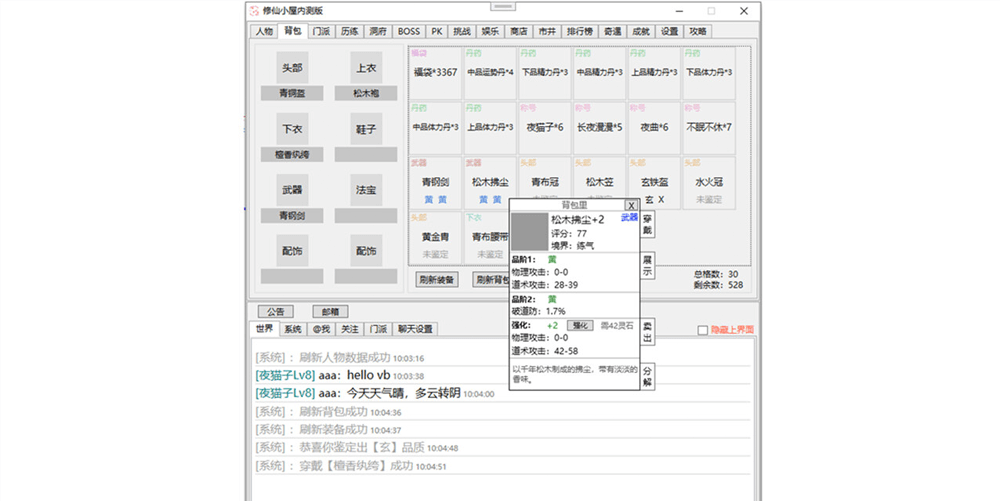 修仙小屋内测版
人物 背包 门派 历练 洞府 BOSS PK 挑战 娱乐 商店 市井 排行榜 奇遇 成就 设置 攻略
头部 上衣
青铜盔 松木袍
下衣 鞋子
檀香纨绔
武器 法宝
青钢剑
配饰 配饰
福袋 丹药 丹药 丹药 丹药 丹药
福袋*3367 中品运势丹*4 下品精力丹*3 中品精力丹*3 上品精力丹*3 下品体力丹*3
丹药 丹药 称号 称号 称号 称号
中品体力丹*3 上品体力丹*3 夜猫子*6 长夜漫漫*5 夜曲*6 不眠不休*7
武器 武器 头部 头部 头部 头部
青钢剑 松木拂尘 青布冠 松木笠 玄铁盔 水火冠
黄 黄 黄 黄 玄 X 未鉴定
头部 下衣
黄金胄 青布腰带
未鉴定 未鉴定
刷新装备 刷新背包
总格数：30
剩余数：528
背包里 X
松木拂尘+2 武器
评分：77
境界：练气
品阶1： 黄
物理攻击：0-0
道术攻击：28-39
品阶2： 黄
破道防：1.7%
强化： +2 强化 需42灵石
物理攻击：0-0
道术攻击：42-58
以千年松木制成的拂尘，带有淡淡的
香味。
穿戴
展示
卖出
分解
公告 邮箱
世界 系统 @我 关注 门派 聊天设置
隐藏上界面
[系统] ：刷新人物数据成功 10:03:16
[夜猫子Lv8] aaa：hello vb 10:03:38
[夜猫子Lv8] aaa：今天天气晴，多云转阴 10:04:00
[系统] ：刷新背包成功 10:04:36
[系统] ：刷新装备成功 10:04:37
[系统] ：恭喜你鉴定出【玄】品质 10:04:48
[系统] ：穿戴【檀香纨绔】成功 10:04:51